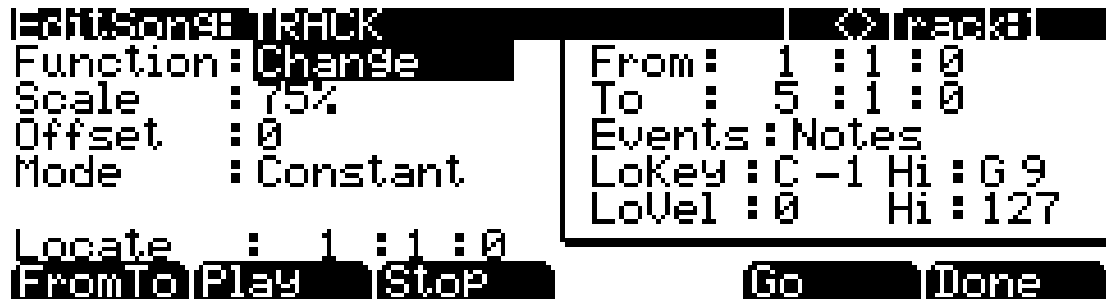 EditSong: TRACK <>Track:1
Function:Change
Scale :75%
Offset :0
Mode :Constant
Locate : 1 :1 :0
From: 1 :1 :0
To : 5 :1 :0
Events:Notes
LoKey:C -1 Hi:G 9
LoVel:0 Hi:127
FromTo Play Stop Go Done